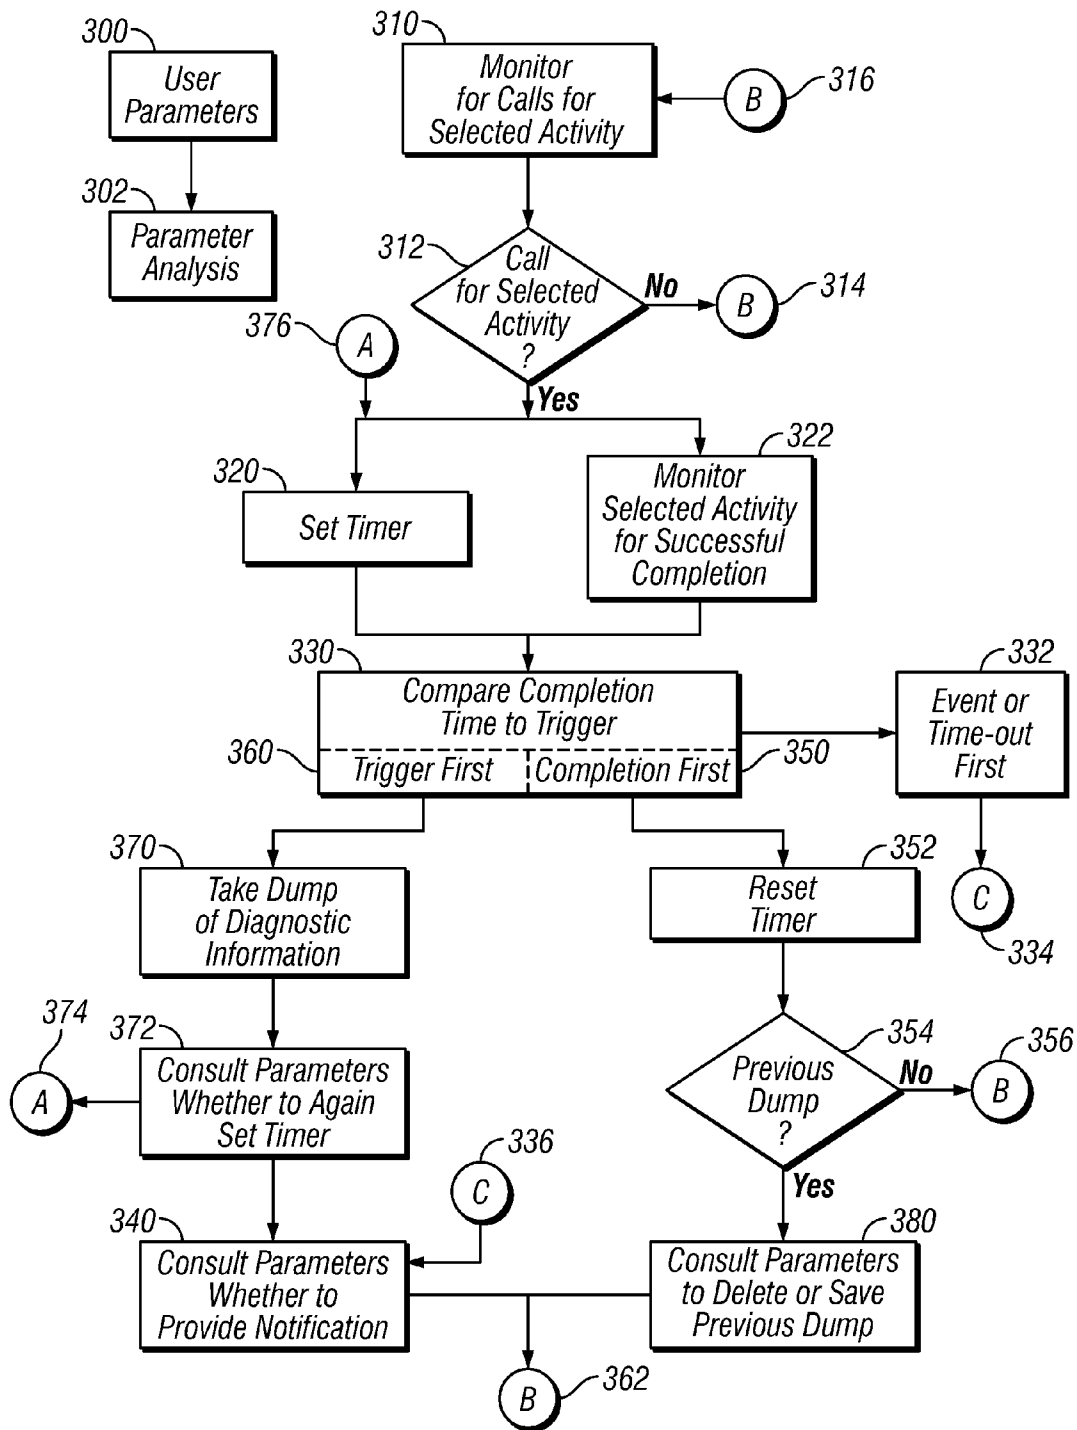 300
User
Parameters
302
Parameter
Analysis
310
Monitor
for Calls for
Selected Activity
B
316
312
Call
for Selected
Activity
?
No
B
314
376
A
Yes
320
Set Timer
322
Monitor
Selected Activity
for Successful
Completion
330
Compare Completion
Time to Trigger
360
Trigger First
Completion First
350
332
Event or
Time-out
First
C
334
370
Take Dump
of Diagnostic
Information
352
Reset
Timer
374
A
372
Consult Parameters
Whether to Again
Set Timer
354
Previous
Dump
?
No
B
356
Yes
336
C
340
Consult Parameters
Whether to
Provide Notification
380
Consult Parameters
to Delete or Save
Previous Dump
B
362